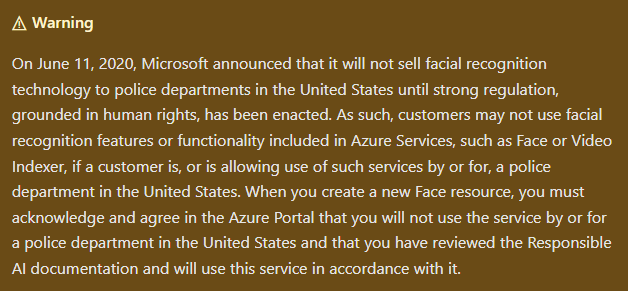 ⚠ Warning
On June 11, 2020, Microsoft announced that it will not sell facial recognition
technology to police departments in the United States until strong regulation,
grounded in human rights, has been enacted. As such, customers may not use facial
recognition features or functionality included in Azure Services, such as Face or Video
Indexer, if a customer is, or is allowing use of such services by or for, a police
department in the United States. When you create a new Face resource, you must
acknowledge and agree in the Azure Portal that you will not use the service by or for
a police department in the United States and that you have reviewed the Responsible
AI documentation and will use this service in accordance with it.